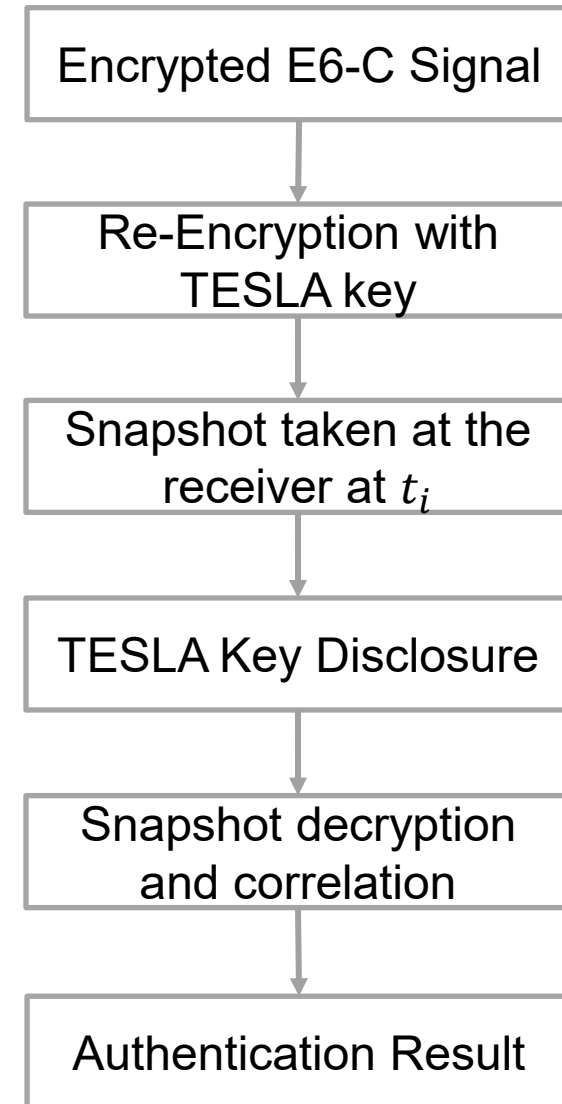 Encrypted E6-C Signal
Re-Encryption with
TESLA key
Snapshot taken at the
receiver at tᵢ
TESLA Key Disclosure
Snapshot decryption
and correlation
Authentication Result